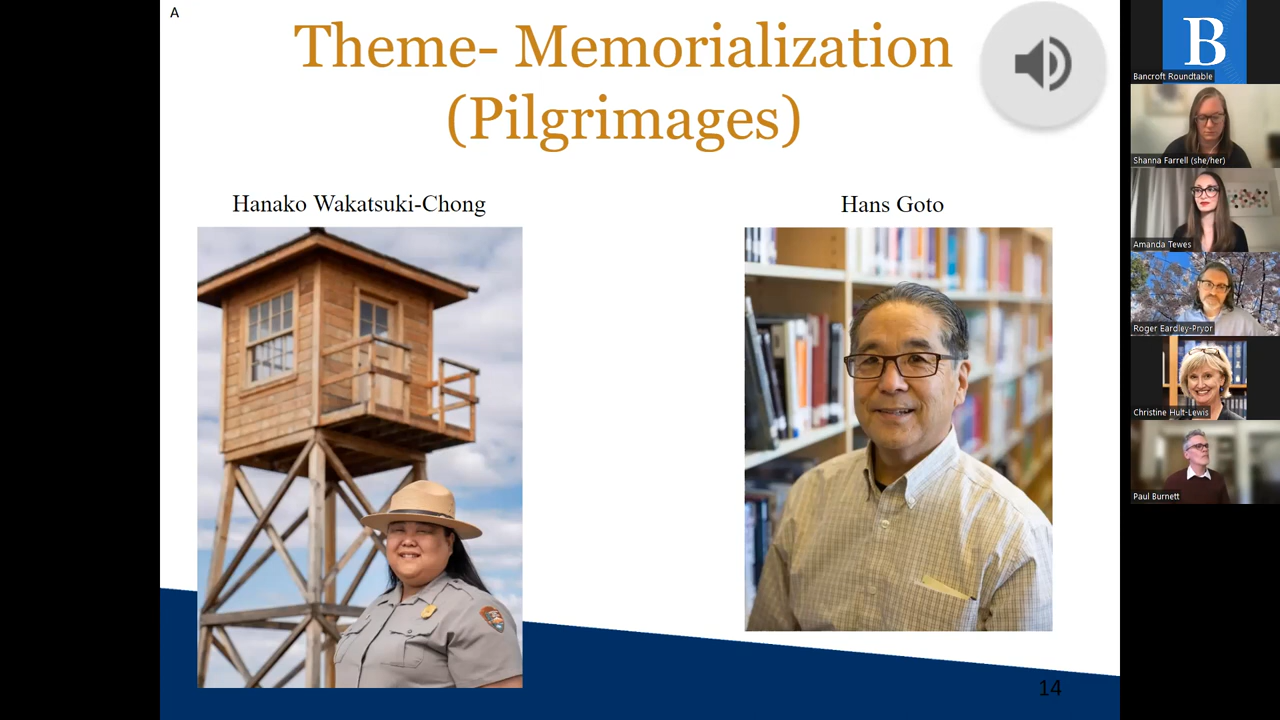 A
Theme- Memorialization
(Pilgrimages)
Hanako Wakatsuki-Chong
Hans Goto
14
B
Bancroft Roundtable
Shanna Farrell (she/her)
Amanda Tewes
Roger Eardley-Pryor
Christine Hult-Lewis
Paul Burnett